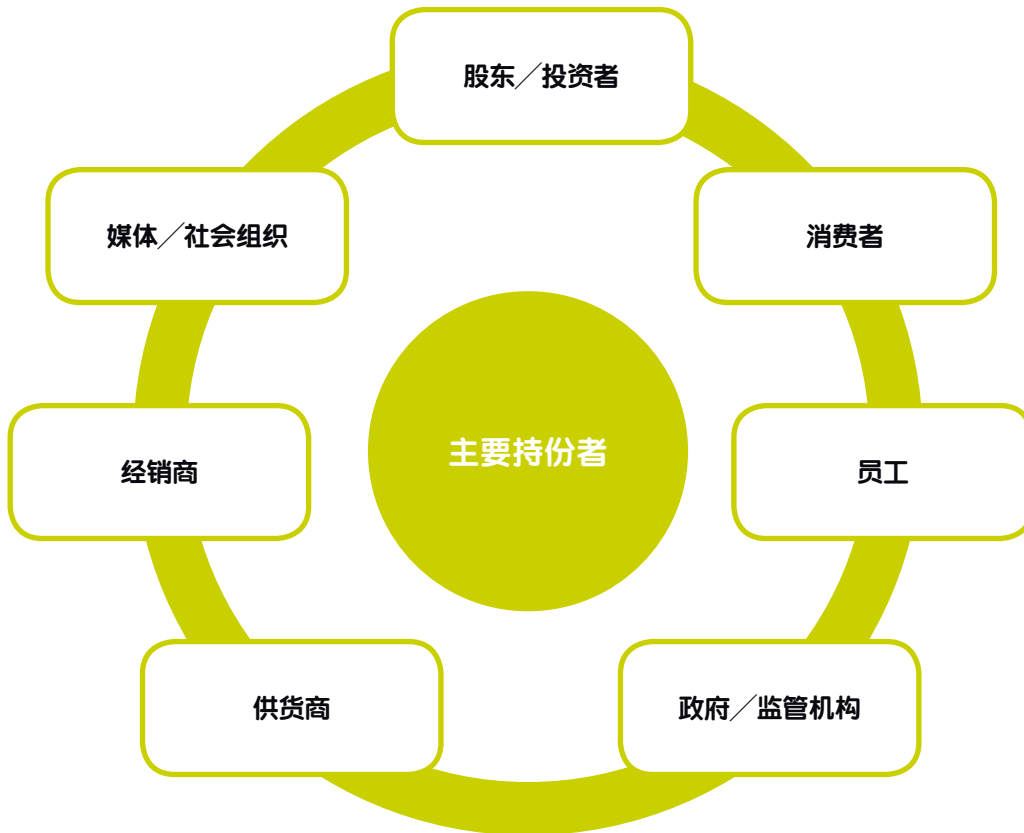 股东／投资者
媒体／社会组织
消费者
主要持份者
经销商
员工
供货商
政府／监管机构